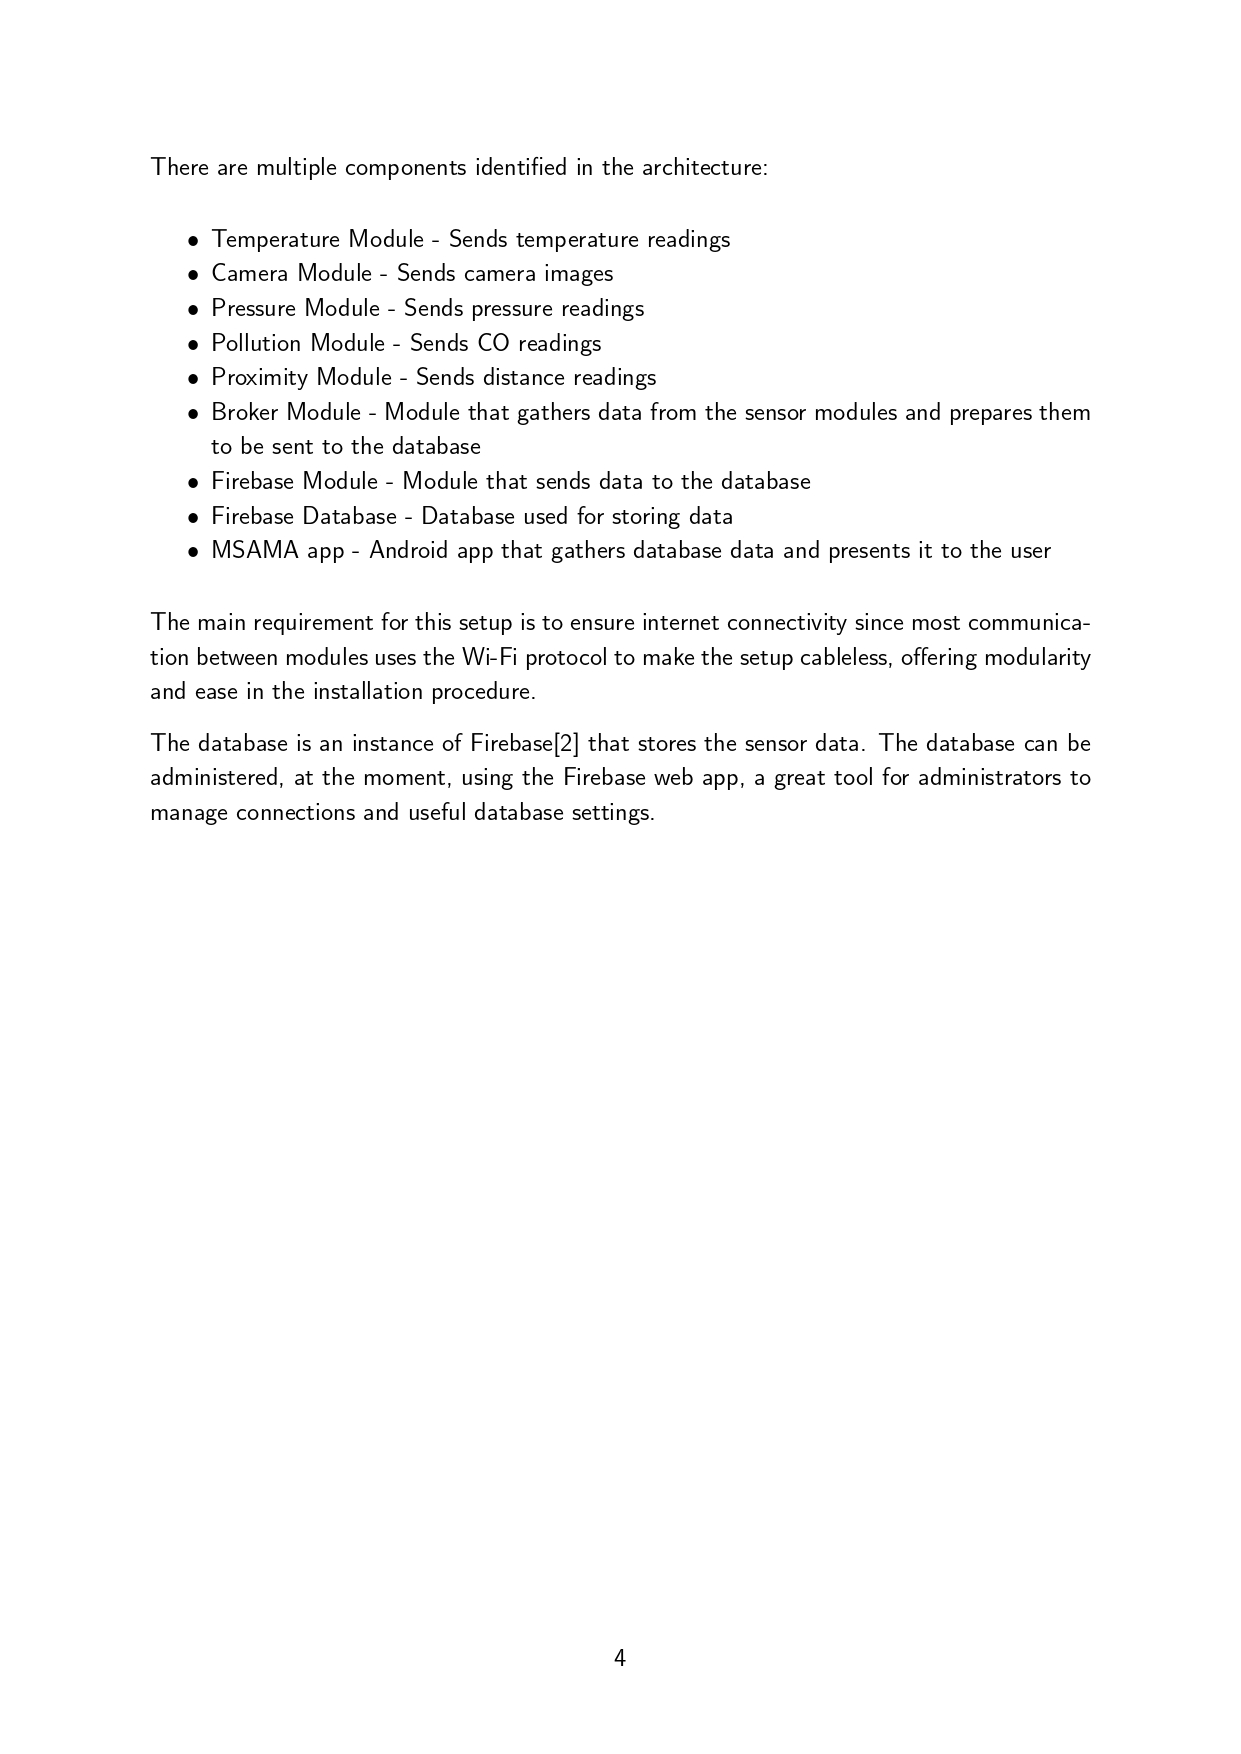 There are multiple components identified in the architecture:
• Temperature Module - Sends temperature readings
• Camera Module - Sends camera images
• Pressure Module - Sends pressure readings
• Pollution Module - Sends CO readings
• Proximity Module - Sends distance readings
• Broker Module - Module that gathers data from the sensor modules and prepares them
to be sent to the database
• Firebase Module - Module that sends data to the database
• Firebase Database - Database used for storing data
• MSAMA app - Android app that gathers database data and presents it to the user
The main requirement for this setup is to ensure internet connectivity since most communica-
tion between modules uses the Wi-Fi protocol to make the setup cableless, offering modularity
and ease in the installation procedure.
The database is an instance of Firebase[2] that stores the sensor data. The database can be
administered, at the moment, using the Firebase web app, a great tool for administrators to
manage connections and useful database settings.
4